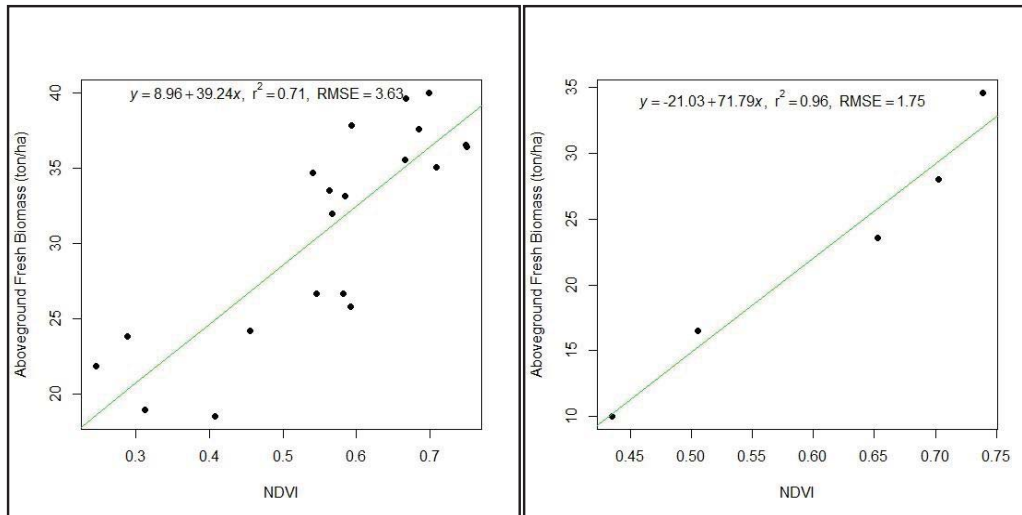 y = 8.96 + 39.24x, r² = 0.71, RMSE = 3.63
Aboveground Fresh Biomass (ton/ha)
40
35
30
25
20
0.3 0.4 0.5 0.6 0.7
NDVI
y = -21.03 + 71.79x, r² = 0.96, RMSE = 1.75
Aboveground Fresh Biomass (ton/ha)
35
30
25
20
15
10
0.45 0.50 0.55 0.60 0.65 0.70 0.75
NDVI